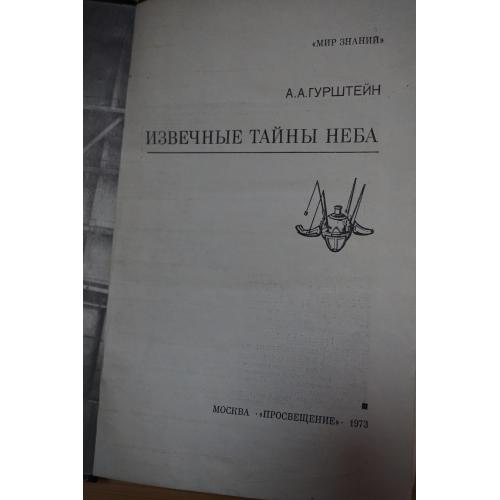 «МИР ЗНАНИЙ»
А.А.ГУРШТЕЙН
ИЗВЕЧНЫЕ ТАЙНЫ НЕБА
МОСКВА · «ПРОСВЕЩЕНИЕ» · 1973